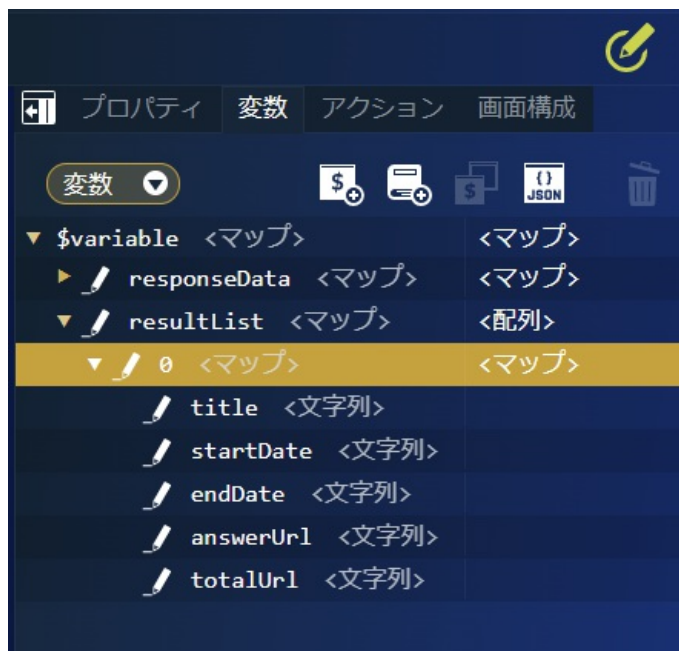 プロパティ 変数 アクション 画面構成
変数 $ $ {} JSON
$variable <マップ> <マップ>
responseData <マップ> <マップ>
resultList <マップ> <配列>
0 <マップ> <マップ>
title <文字列>
startDate <文字列>
endDate <文字列>
answerUrl <文字列>
totalUrl <文字列>